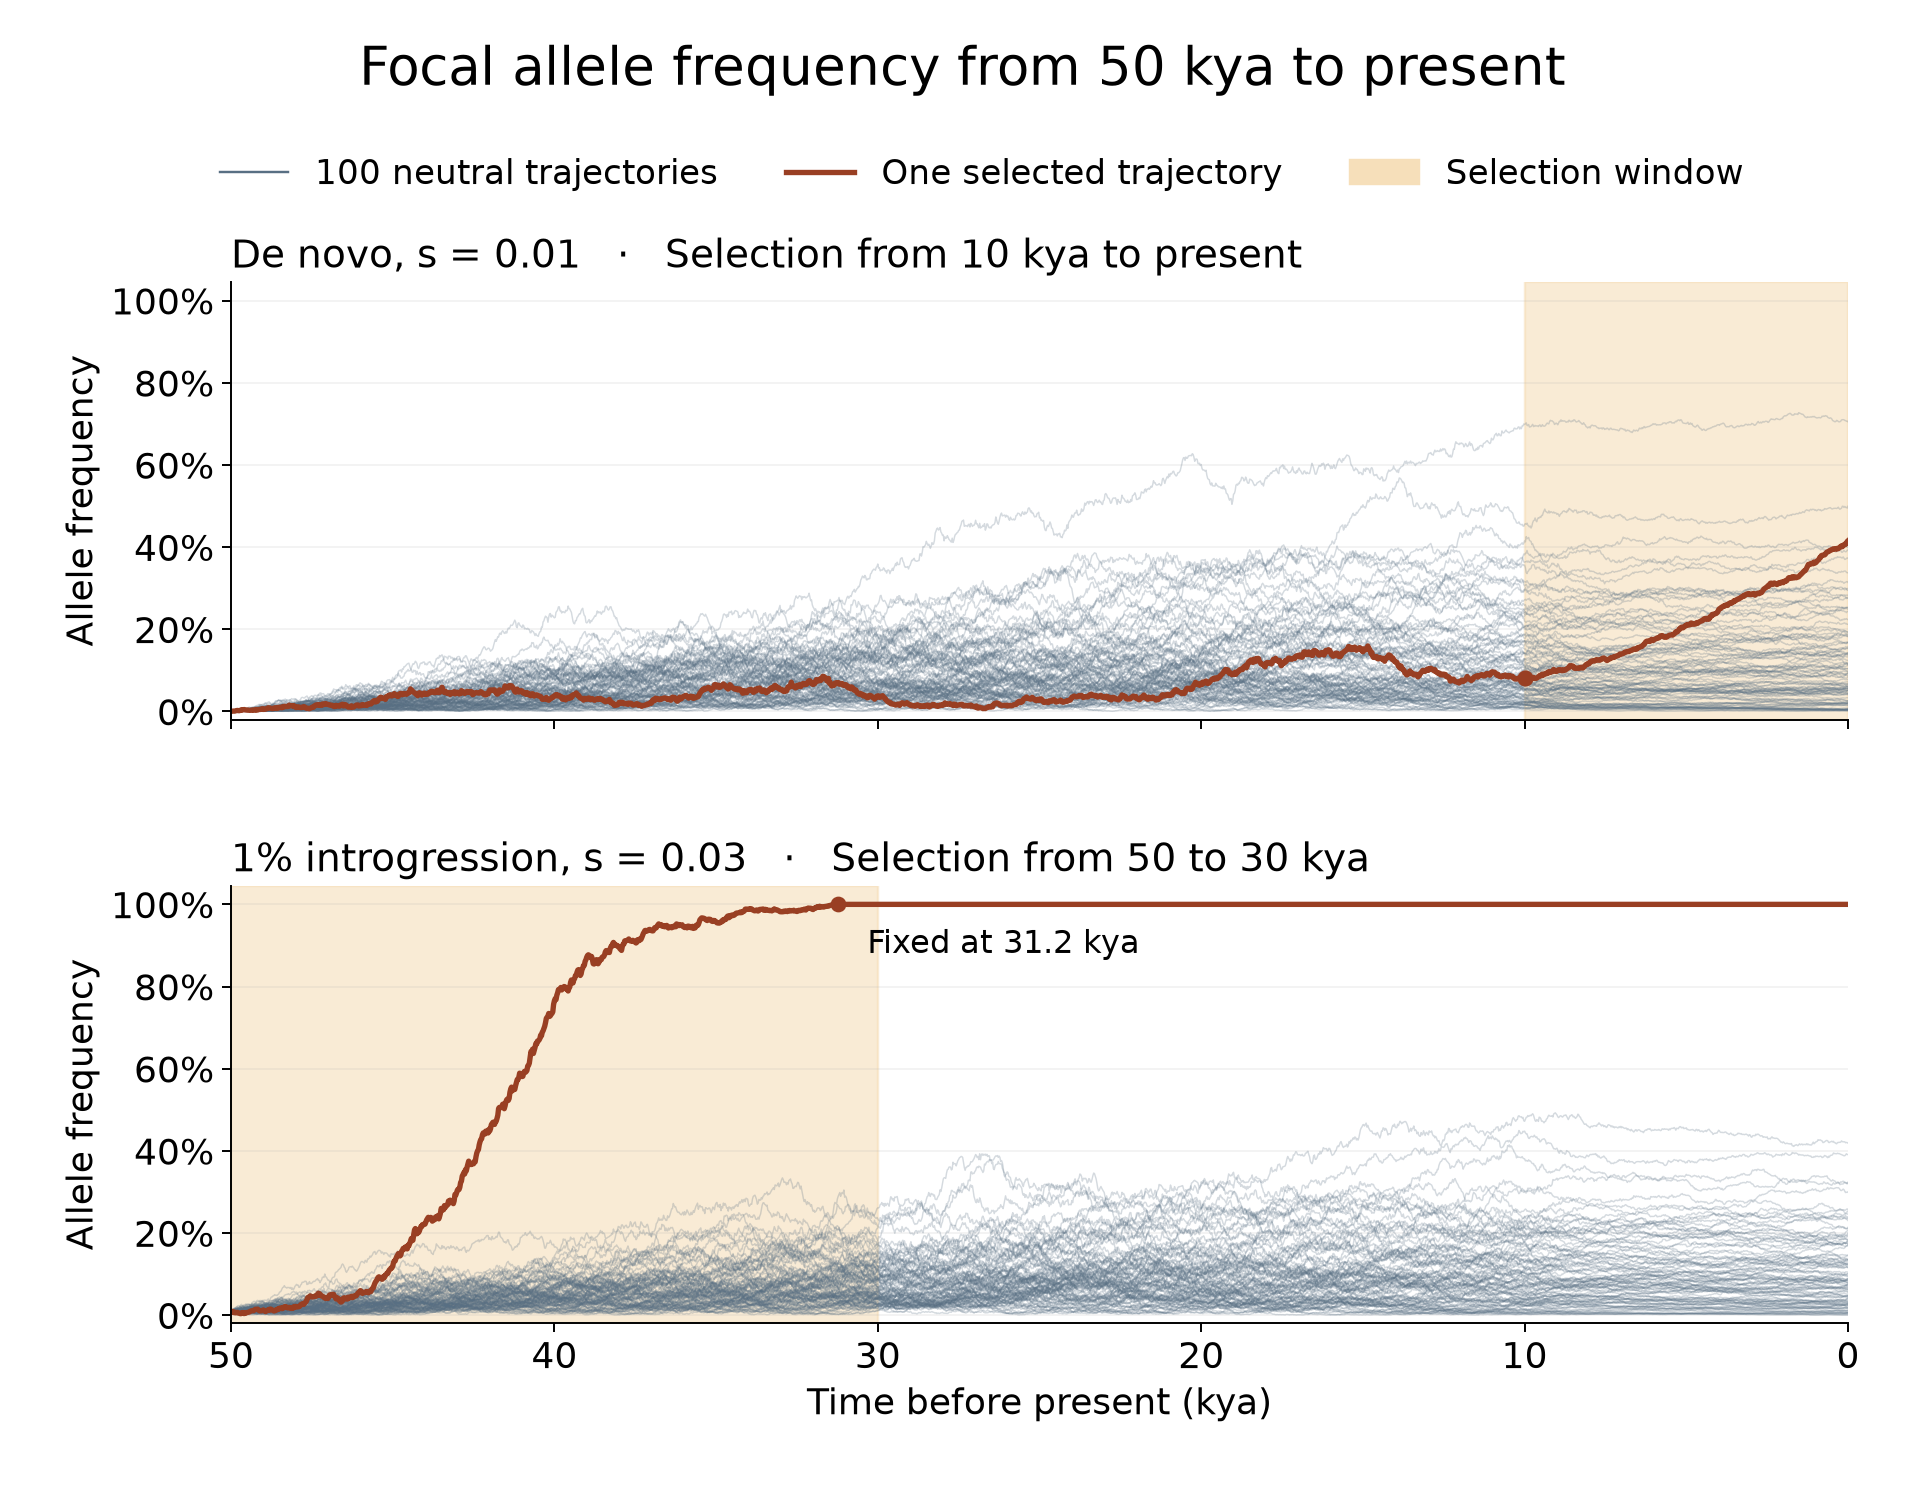 Focal allele frequency from 50 kya to present
100 neutral trajectories
One selected trajectory
Selection window
De novo, s = 0.01 · Selection from 10 kya to present
Allele frequency
100%
80%
60%
40%
20%
0%
1% introgression, s = 0.03 · Selection from 50 to 30 kya
Allele frequency
100%
80%
60%
40%
20%
0%
Fixed at 31.2 kya
50 40 30 20 10 0
Time before present (kya)